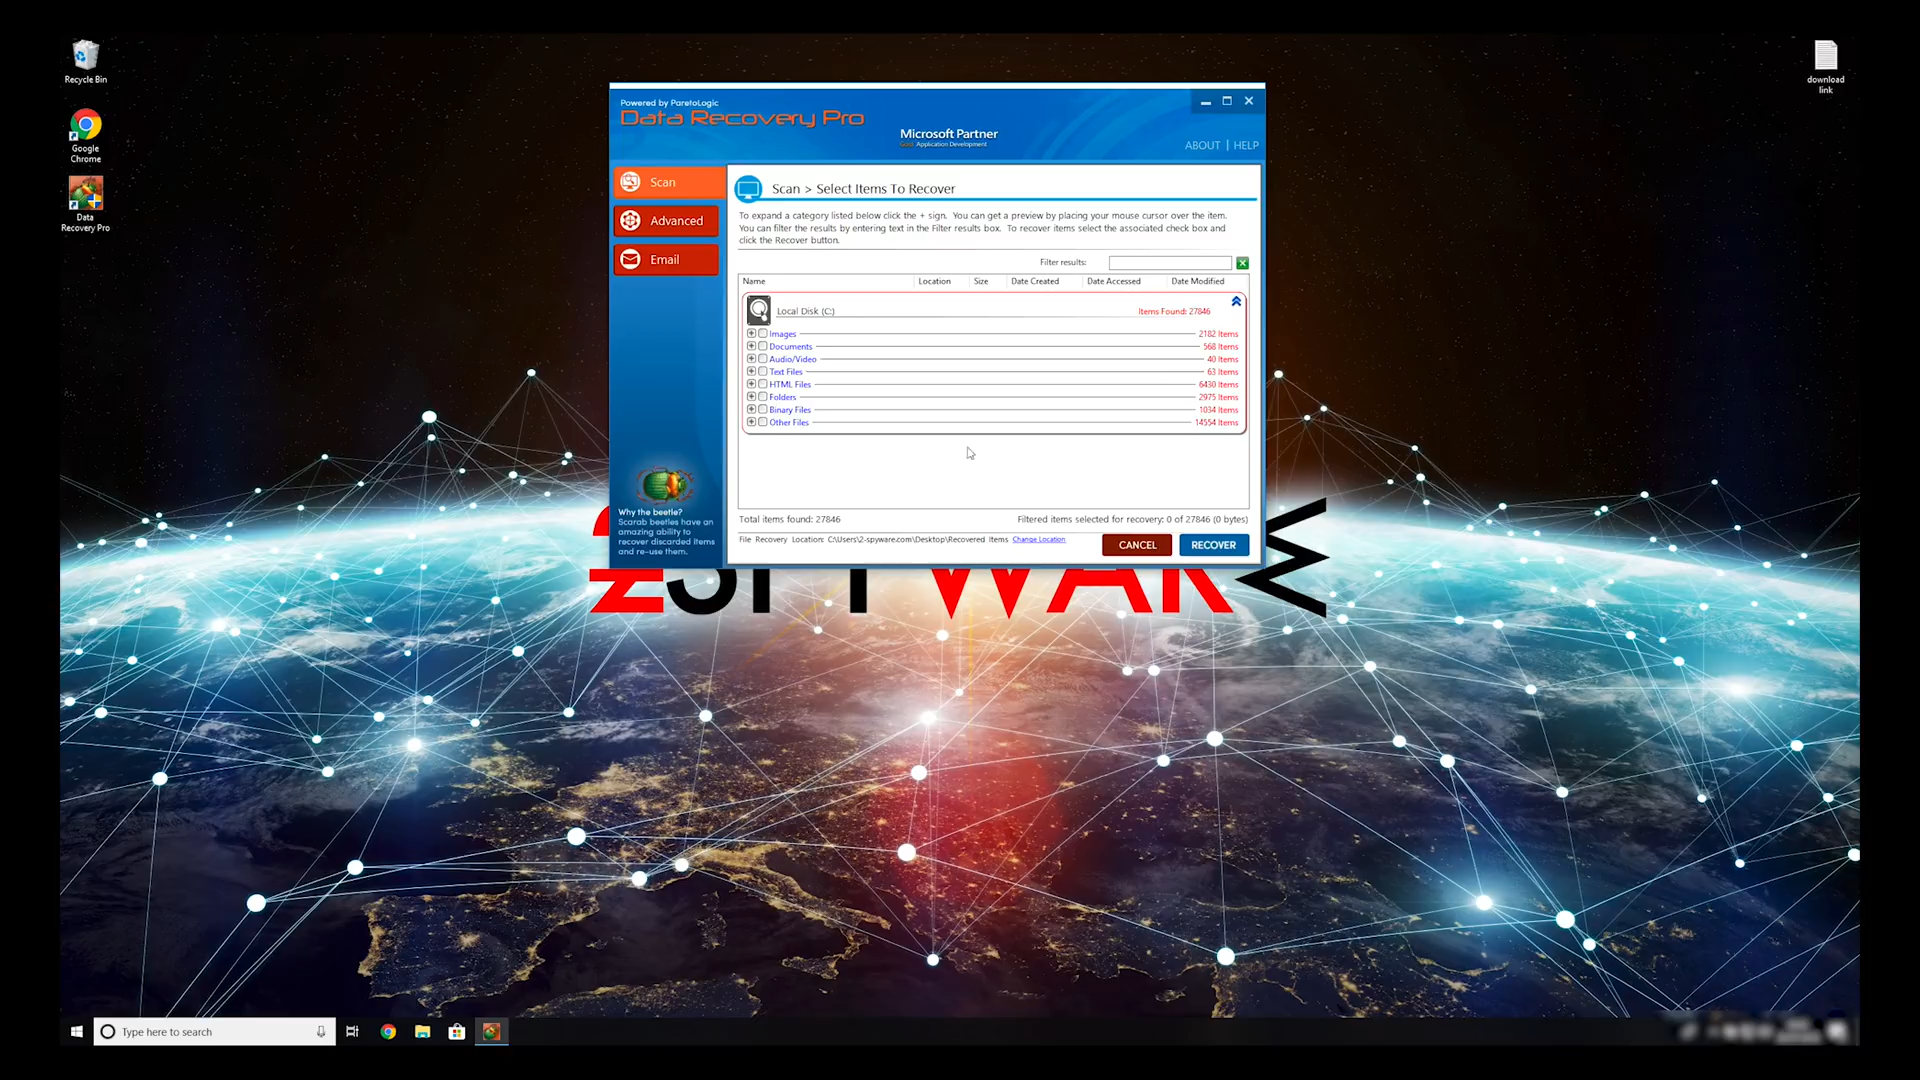 Recycle Bin
Google
Chrome
Data
Recovery Pro
download
link
Powered by ParetoLogic
Data Recovery Pro
Microsoft Partner
Gold Application Development
ABOUT | HELP
Scan
Advanced
Email
Why the beetle?
Scarab beetles have an
amazing ability to
recover discarded items
and re-use them.
Scan > Select Items To Recover
To expand a category listed below click the + sign. You can get a preview by placing your mouse cursor over the item.
You can filter the results by entering text in the Filter results box. To recover items select the associated check box and
click the Recover button.
Filter results:
Name Location Size Date Created Date Accessed Date Modified
Local Disk (C:) Items Found: 27846
Images 2182 Items
Documents 568 Items
Audio/Video 40 Items
Text Files 63 Items
HTML Files 6430 Items
Folders 2975 Items
Binary Files 1034 Items
Other Files 14554 Items
Total items found: 27846 Filtered items selected for recovery: 0 of 27846 (0 bytes)
File Recovery Location: C:\Users\2-spyware.com\Desktop\Recovered Items Change Location
CANCEL RECOVER
2SPYWARE
Type here to search